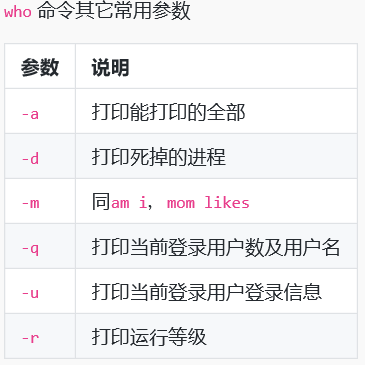 who 命令其它常用参数
参数 说明
-a 打印能打印的全部
-d 打印死掉的进程
-m 同am i，mom likes
-q 打印当前登录用户数及用户名
-u 打印当前登录用户登录信息
-r 打印运行等级